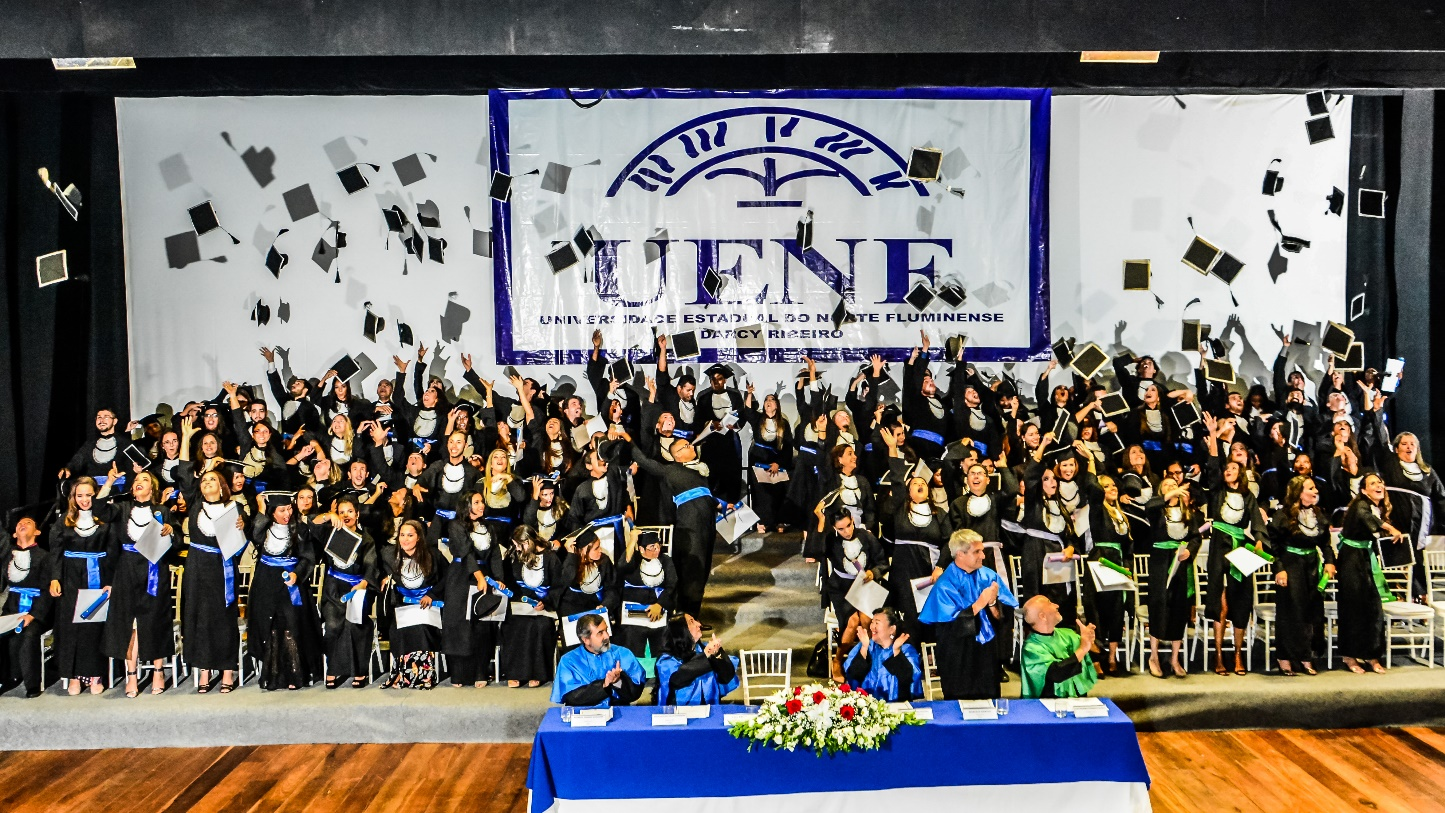 UENF
UNIVERSIDADE ESTADUAL DO NORTE FLUMINENSE
DARCY RIBEIRO